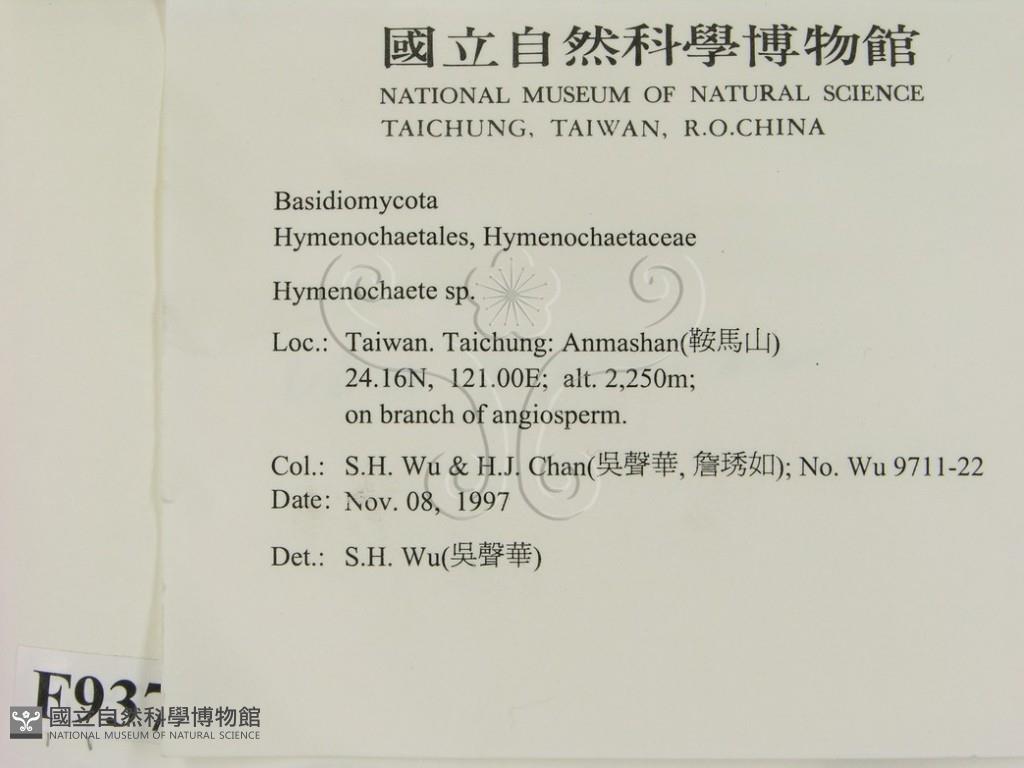 國立自然科學博物館
NATIONAL MUSEUM OF NATURAL SCIENCE
TAICHUNG, TAIWAN, R.O.CHINA
Basidiomycota
Hymenochaetales, Hymenochaetaceae
Hymenochaete sp.
Loc.: Taiwan. Taichung: Anmashan(鞍馬山)
24.16N, 121.00E; alt. 2,250m;
on branch of angiosperm.
Col.: S.H. Wu & H.J. Chan(吳聲華, 詹琇如); No. Wu 9711-22
Date: Nov. 08, 1997
Det.: S.H. Wu(吳聲華)
國立自然科學博物館
NATIONAL MUSEUM OF NATURAL SCIENCE